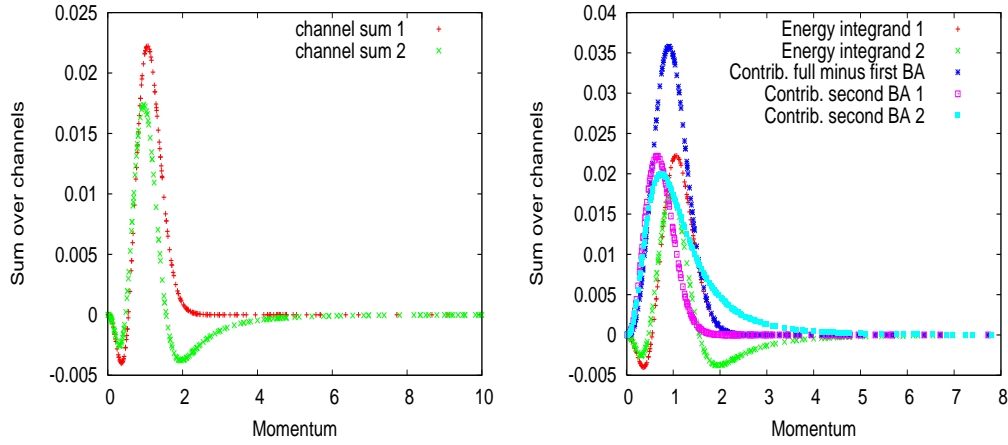 0.025
0.02
0.015
0.01
0.005
0
-0.005
0 2 4 6 8 10
Sum over channels
Momentum
channel sum 1
channel sum 2
0.04
0.035
0.03
0.025
0.02
0.015
0.01
0.005
0
-0.005
0 1 2 3 4 5 6 7 8
Sum over channels
Momentum
Energy integrand 1
Energy integrand 2
Contrib. full minus first BA
Contrib. second BA 1
Contrib. second BA 2